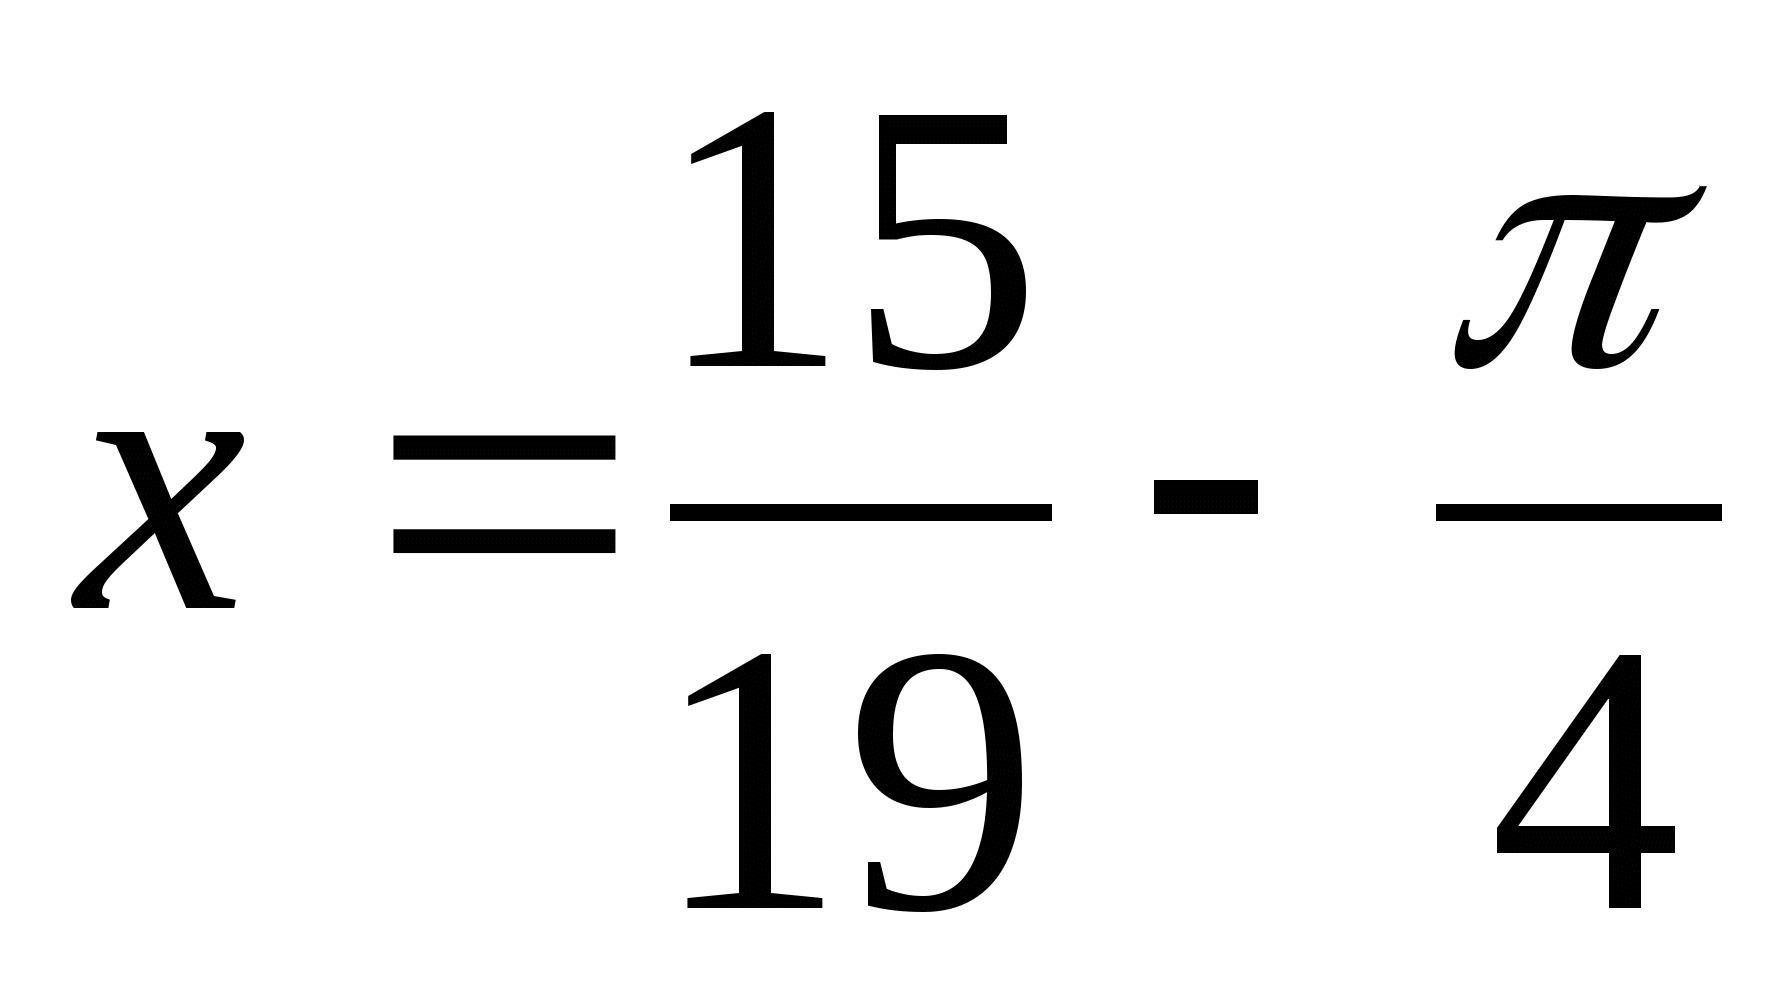 x = 15/19 - π/4